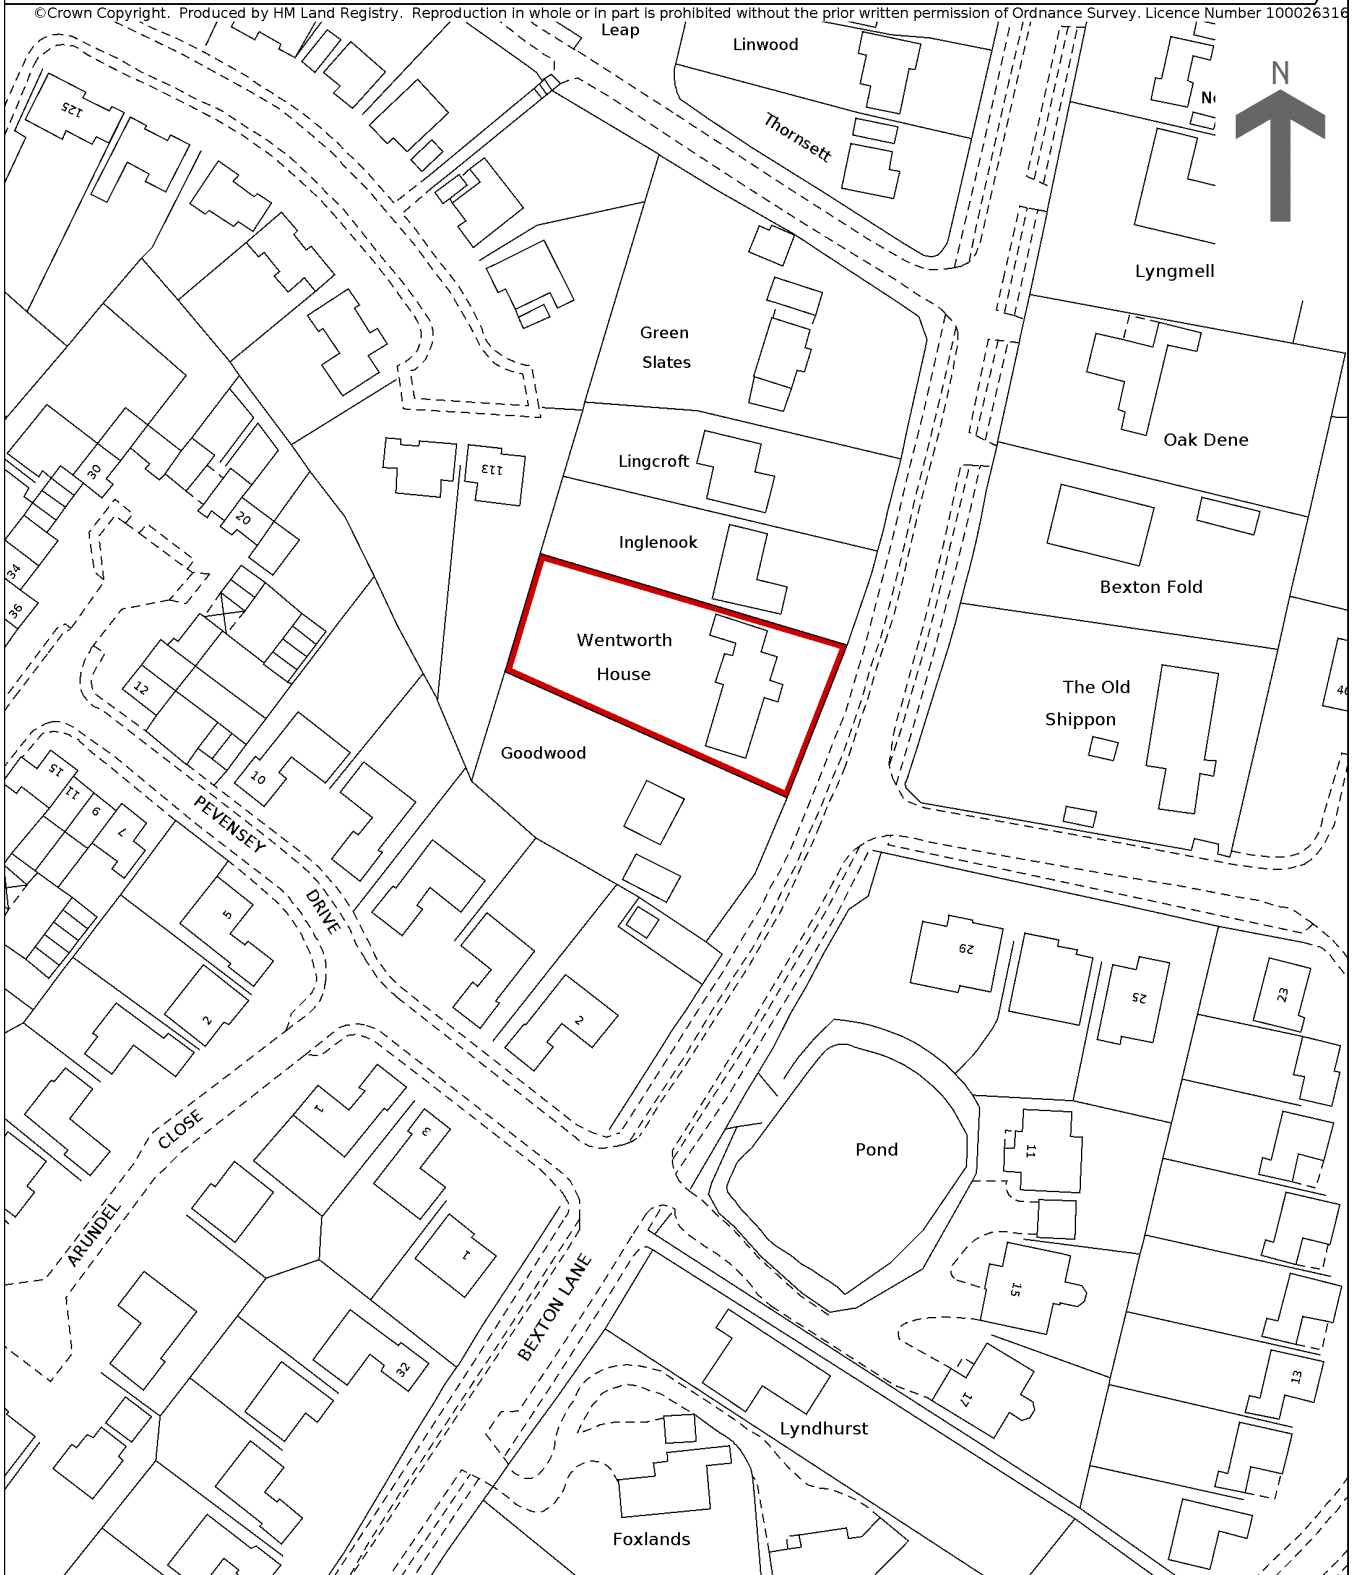 ©Crown Copyright. Produced by HM Land Registry. Reproduction in whole or in part is prohibited without the prior written permission of Ordnance Survey. Licence Number 100026316
Leap
Linwood
N
125
Thornsett
Lyngmell
Green
Slates
Oak Dene
Lingcroft
113
30
20
Inglenook
34
Bexton Fold
36
Wentworth
House
12
The Old
Shippon
Goodwood
10
15
11
9
7
PEVENSEY
DRIVE
5
29
25
23
2
2
1
3
CLOSE
Pond
11
ARUNDEL
1
15
BEXTON LANE
32
13
17
Lyndhurst
Foxlands